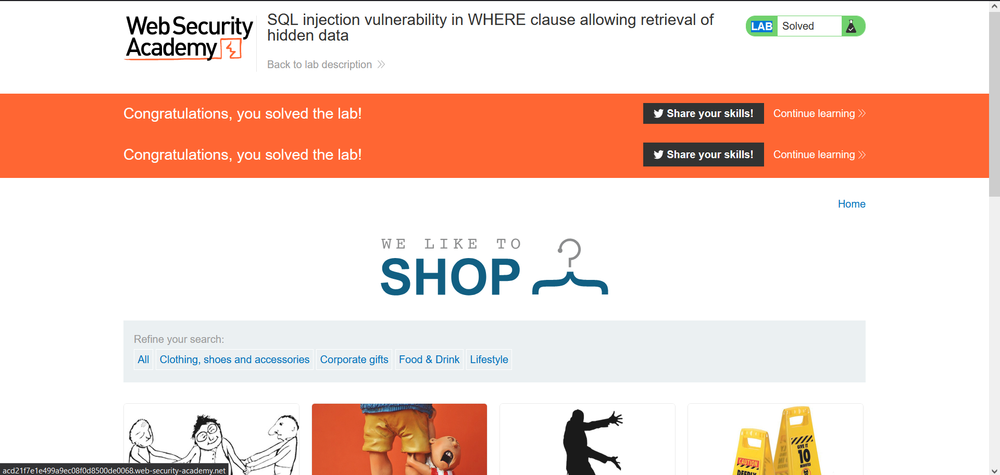 Web Security
Academy
SQL injection vulnerability in WHERE clause allowing retrieval of
hidden data
Back to lab description
LAB Solved
Congratulations, you solved the lab!
Share your skills!
Continue learning
Congratulations, you solved the lab!
Share your skills!
Continue learning
Home
WE LIKE TO
SHOP
Refine your search:
All
Clothing, shoes and accessories
Corporate gifts
Food & Drink
Lifestyle
CAUTION
DEEPLY
GIVE IT
10
MINUTES
acd21f7e1e499a9ec08f0d8500de0068.web-security-academy.net